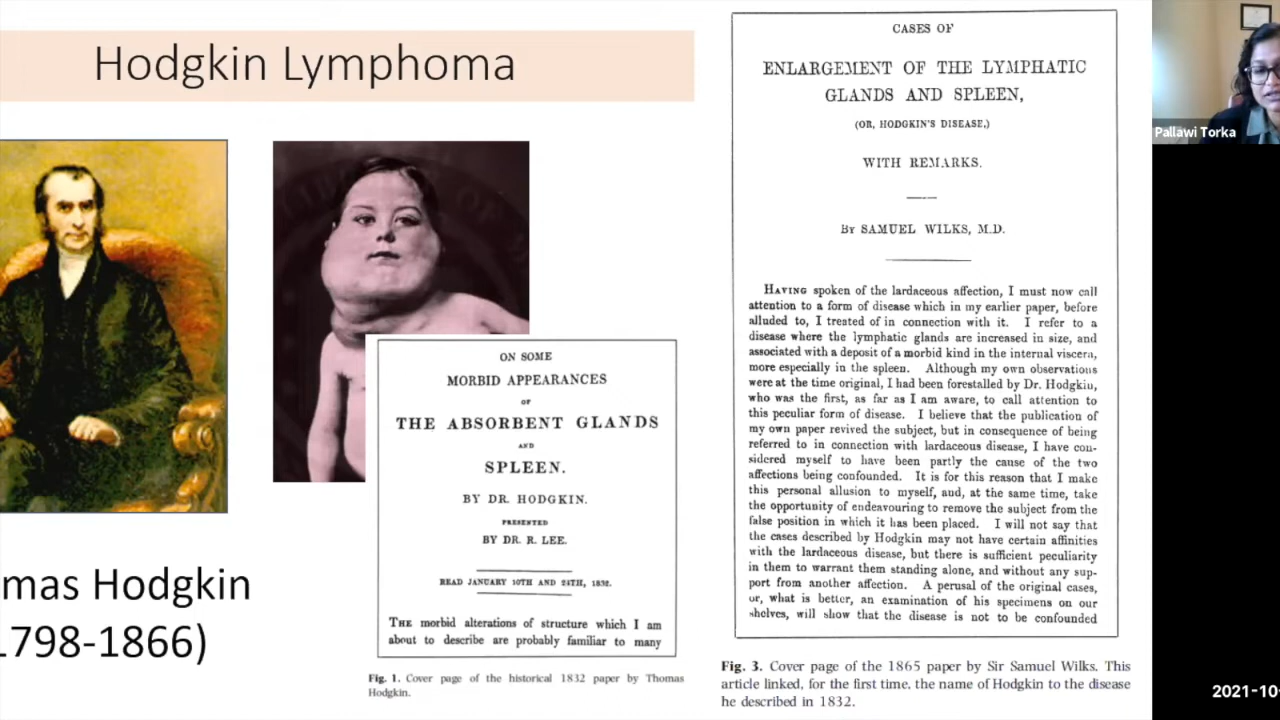 Hodgkin Lymphoma
mas Hodgkin
1798-1866)
ON SOME
MORBID APPEARANCES
OF
THE ABSORBENT GLANDS
AND
SPLEEN.
BY DR. HODGKIN.
PRESENTED
BY DR. R. LEE.
READ JANUARY 10TH AND 24TH, 1832.
THE morbid alterations of structure which I am
about to describe are probably familiar to many
Fig. 1. Cover page of the historical 1832 paper by Thomas
Hodgkin.
CASES OF
ENLARGEMENT OF THE LYMPHATIC
GLANDS AND SPLEEN,
(OR, HODGKIN'S DISEASE,)
WITH REMARKS.
By SAMUEL WILKS, M.D.
HAVING spoken of the lardaceous affection, I must now call
attention to a form of disease which in my earlier paper, before
alluded to, I treated of in connection with it. I refer to a
disease where the lymphatic glands are increased in size, and
associated with a deposit of a morbid kind in the internal viscera,
more especially in the spleen. Although my own observations
were at the time original, I had been forestalled by Dr. Hodgkin,
who was the first, as far as I am aware, to call attention to
this peculiar form of disease. I believe that the publication of
my own paper revived the subject, but in consequence of being
referred to in connection with lardaceous disease, I have con-
sidered myself to have been partly the cause of the two
affections being confounded. It is for this reason that I make
this personal allusion to myself, and, at the same time, take
the opportunity of endeavouring to remove the subject from the
false position in which it has been placed. I will not say that
the cases described by Hodgkin may not have certain affinities
with the lardaceous disease, but there is sufficient peculiarity
in them to warrant them standing alone, and without any sup-
port from another affection. A perusal of the original cases,
or, what is better, an examination of his specimens on our
shelves, will show that the disease is not to be confounded
Fig. 3. Cover page of the 1865 paper by Sir Samuel Wilks. This
article linked, for the first time, the name of Hodgkin to the disease
he described in 1832.
Pallawi Torka
2021-10